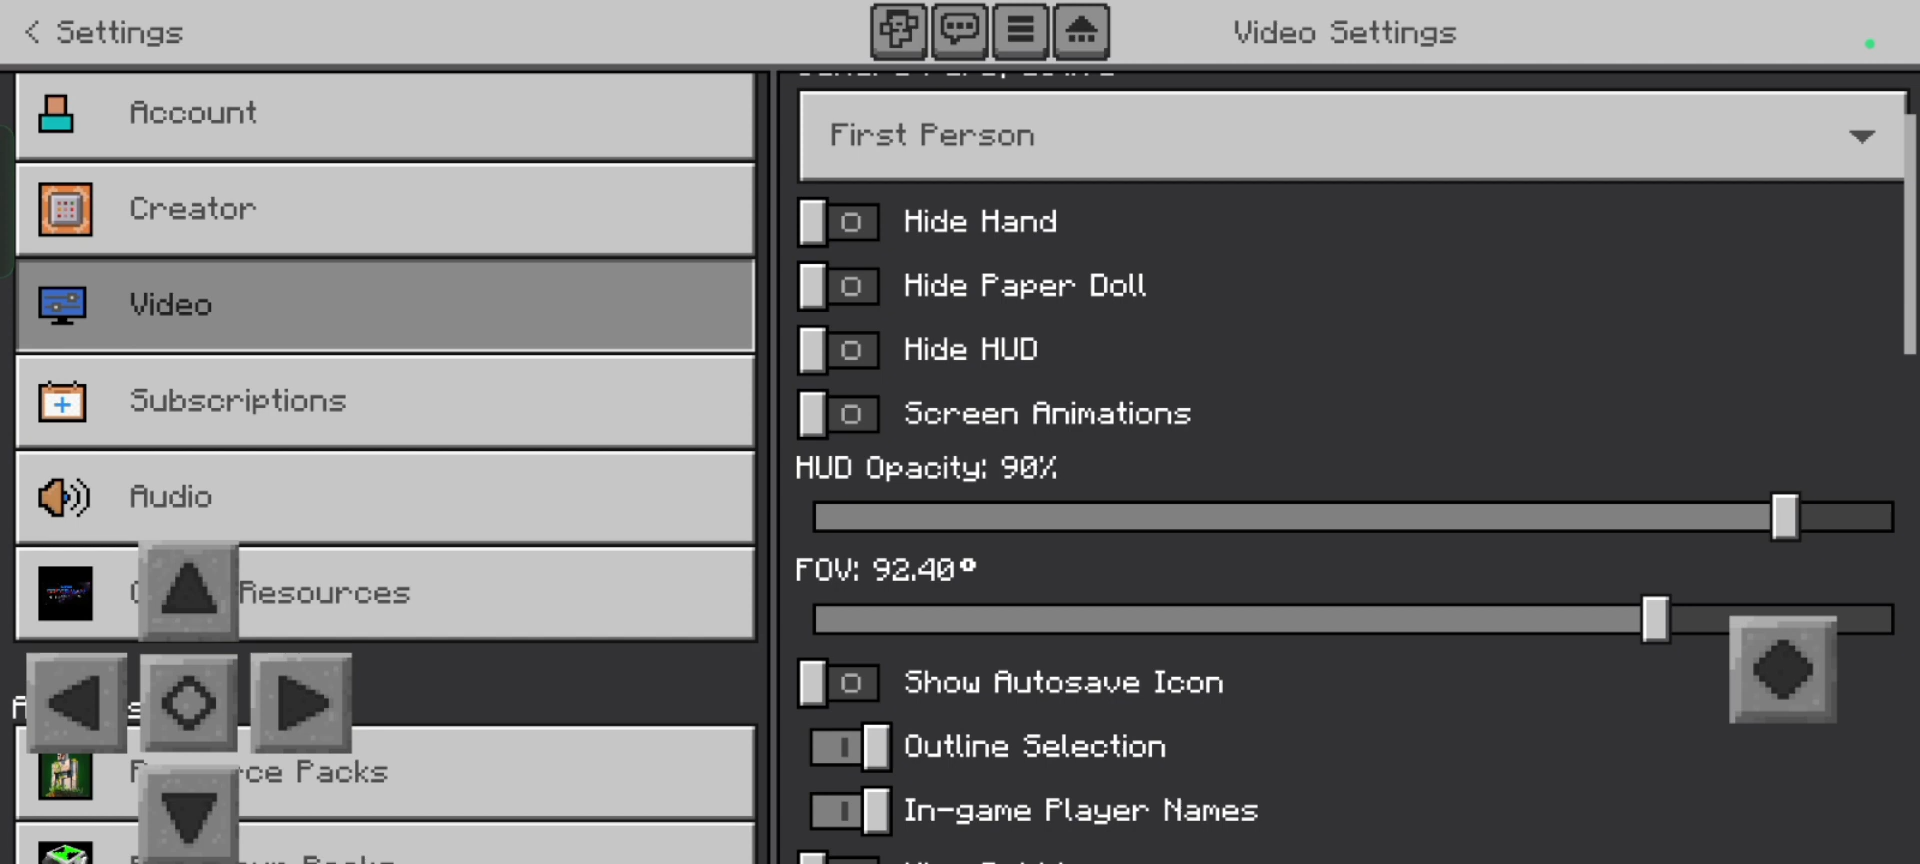 < Settings
Video Settings
Account
Creator
Video
Subscriptions
Audio
Resources
Packs
First Person
Hide Hand
Hide Paper Doll
Hide HUD
Screen Animations
HUD Opacity: 90%
FOV: 92.40°
Show Autosave Icon
Outline Selection
In-game Player Names